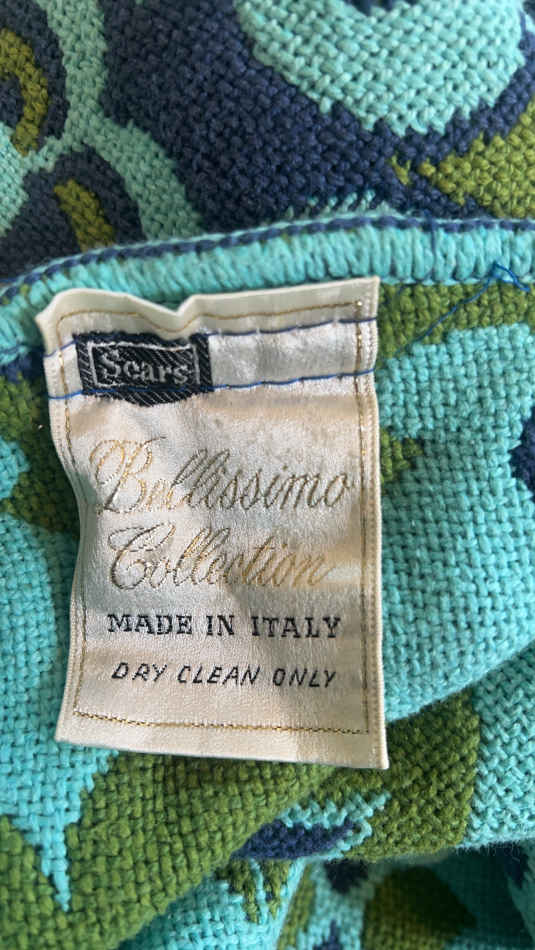 Sears
Bellissimo
Collection
MADE IN ITALY
DRY CLEAN ONLY